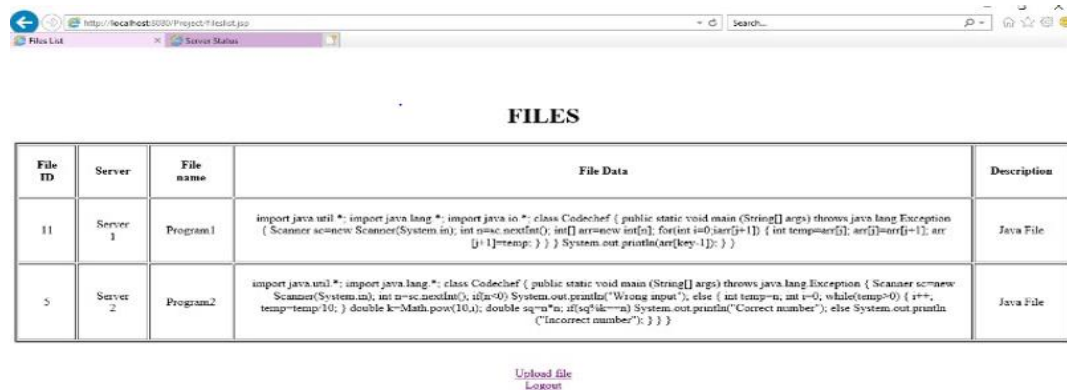 http://localhost:8080/Project/fileslist.jsp
Search...
Files List
Server Status
FILES
File ID
Server
File name
File Data
Description
11
Server 1
Program1
import java.util.*; import java.lang.*; import java.io.*; class Codechef { public static void main (String[] args) throws java.lang.Exception
{ Scanner sc=new Scanner(System.in); int n=sc.nextInt(); int[] arr=new int[n]; for(int i=0;iarr[j+1]) { int temp=arr[j]; arr[j]=arr[j+1]; arr
[j+1]=temp; } } } System.out.println(arr[key-1]); } }
Java File
5
Server 2
Program2
import java.util.*; import java.lang.*; class Codechef { public static void main (String[] args) throws java.lang.Exception { Scanner sc=new
Scanner(System.in); int n=sc.nextInt(); if(n<0) System.out.println("Wrong input"); else { int temp=n; int i=0; while(temp>0) { i++;
temp=temp/10; } double k=Math.pow(10,i); double sq=n*n; if(sq%k==n) System.out.println("Correct number"); else System.out.println
("Incorrect number"); } } }
Java File
Upload file
Logout